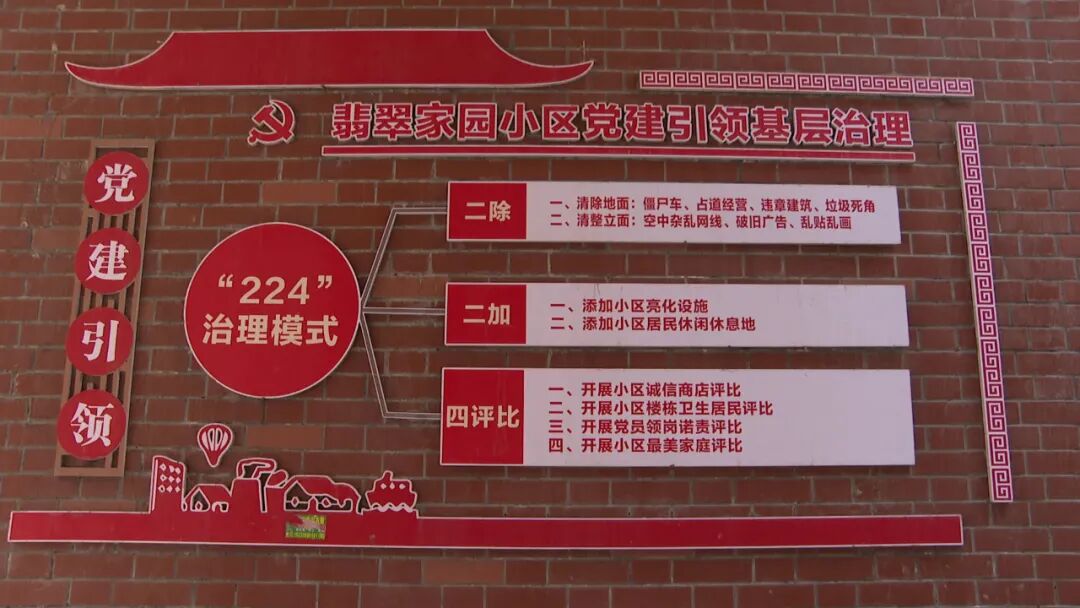 翡翠家园小区党建引领基层治理
党建引领
“224”
治理模式
二除
一、清除地面：僵尸车、占道经营、违章建筑、垃圾死角
二、清整立面：空中杂乱网线、破旧广告、乱贴乱画
二加
一、添加小区亮化设施
二、添加小区居民休闲休息地
四评比
一、开展小区诚信商店评比
二、开展小区楼栋卫生居民评比
三、开展党员领岗诺责评比
四、开展小区最美家庭评比